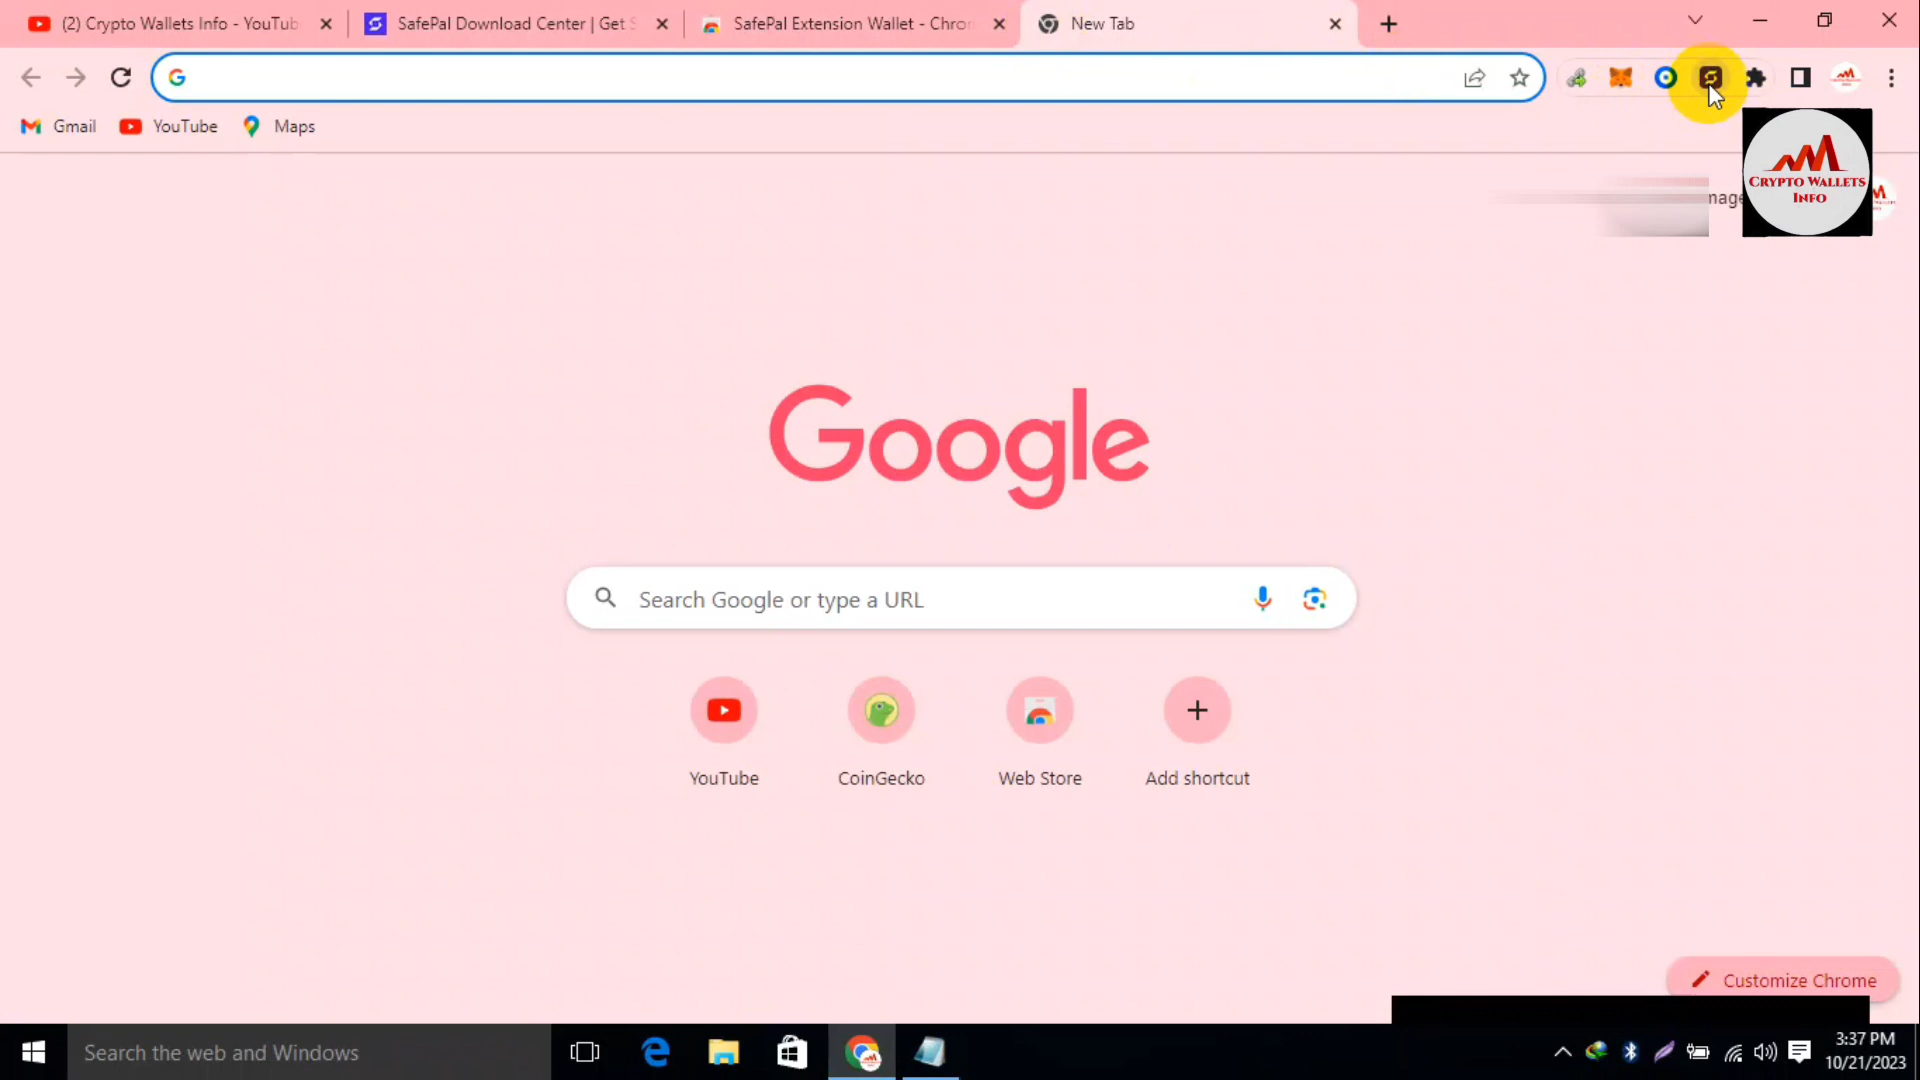 (2) Crypto Wallets Info - YouTub
SafePal Download Center | Get S
SafePal Extension Wallet - Chro
New Tab
Gmail
YouTube
Maps
CRYPTO WALLETS
INFO
Google
Search Google or type a URL
YouTube
CoinGecko
Web Store
Add shortcut
Customize Chrome
Search the web and Windows
3:37 PM
10/21/2023